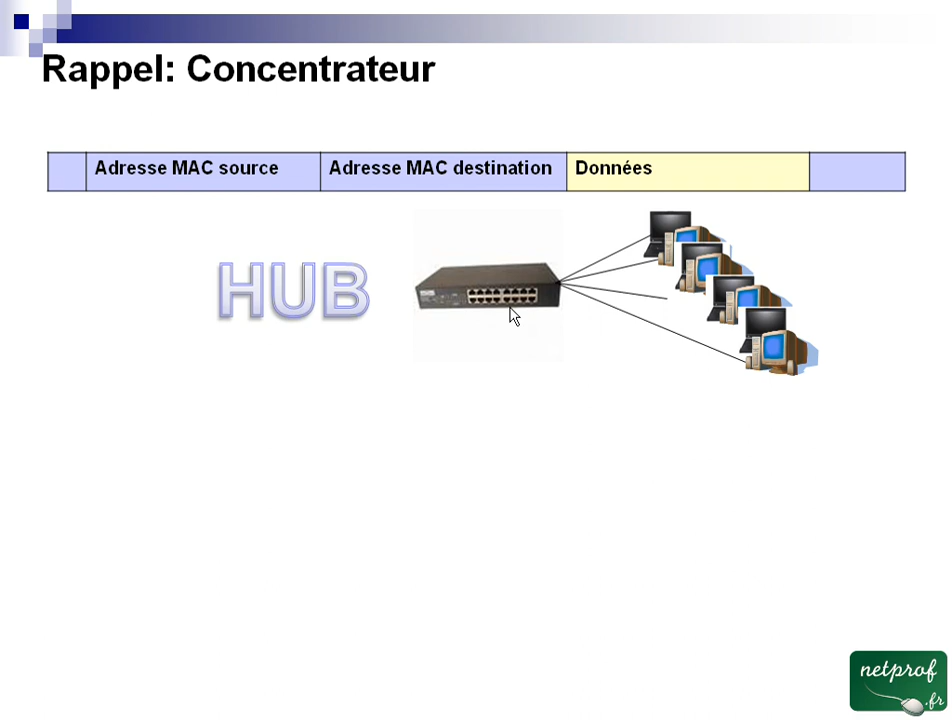 Rappel: Concentrateur
Adresse MAC source
Adresse MAC destination
Données
HUB
netprof
.fr